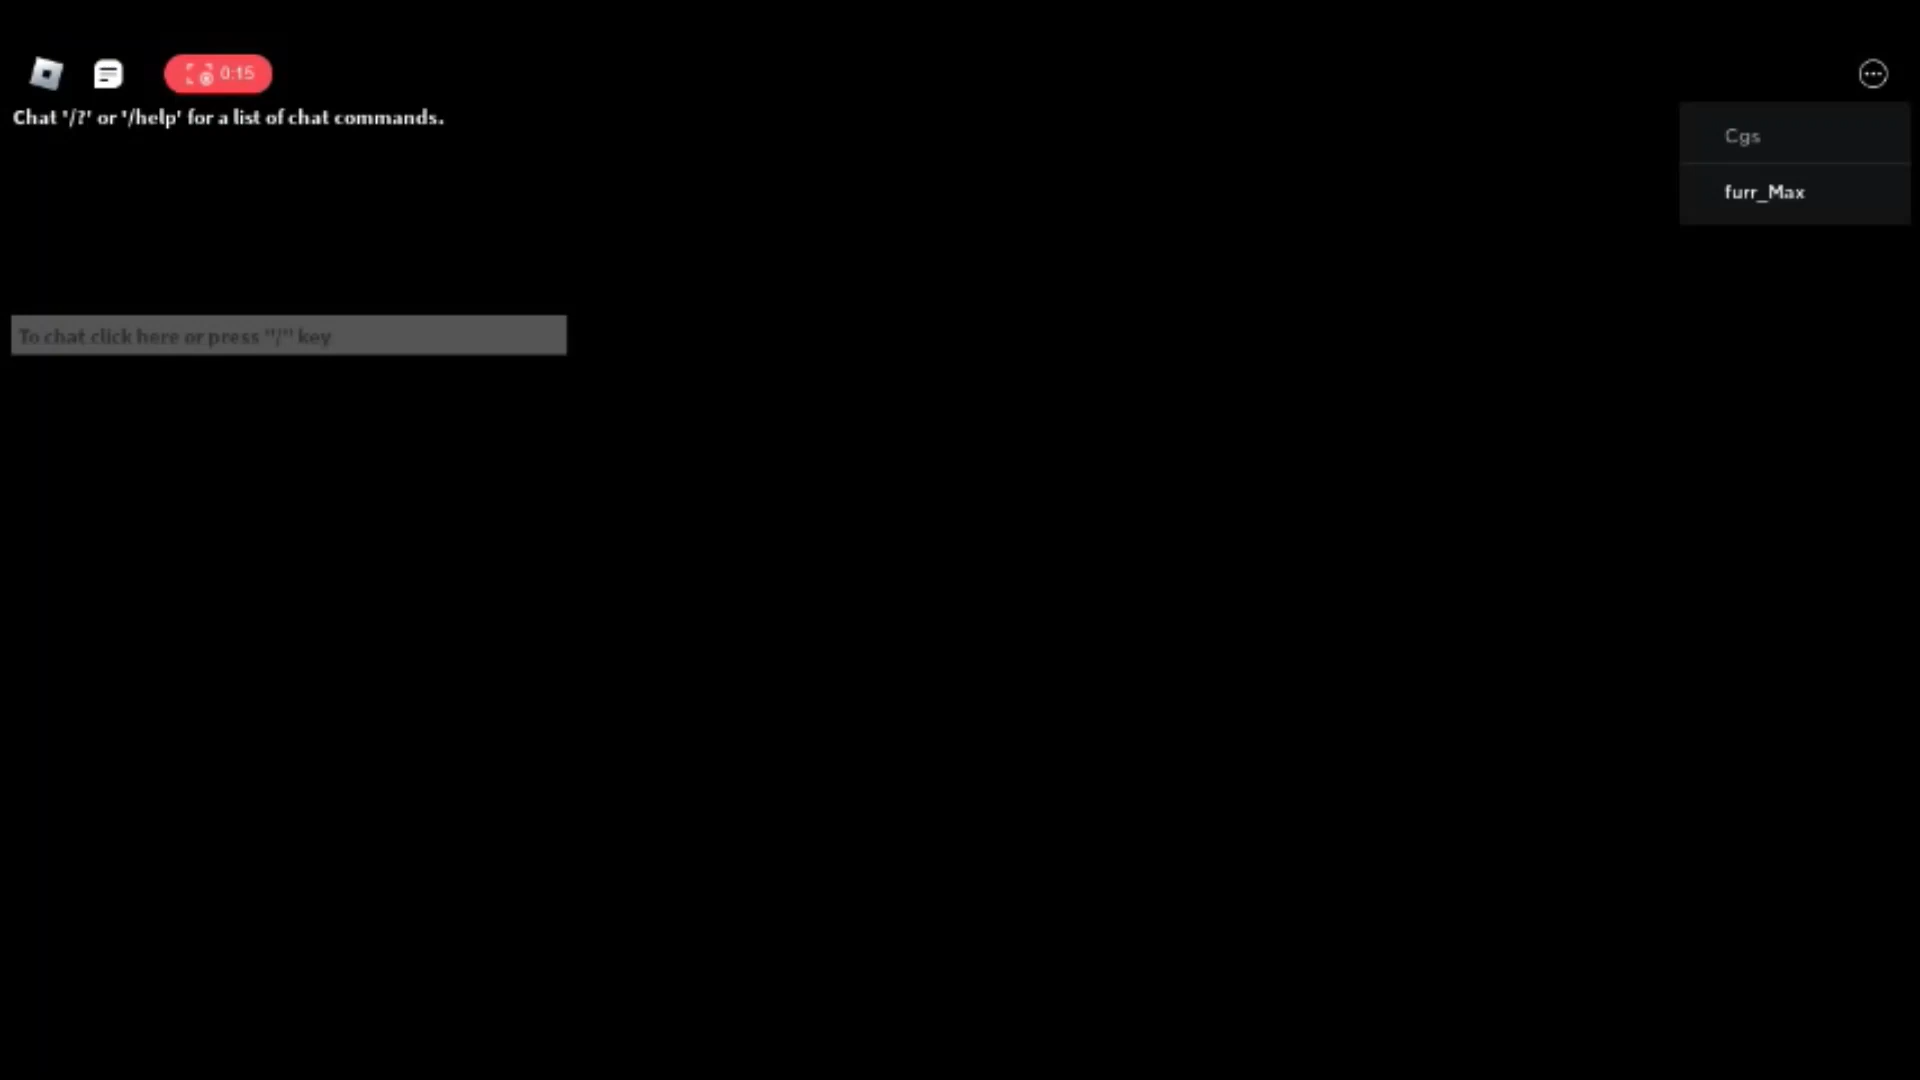 0:15
Chat '/?' or '/help' for a list of chat commands.
Cgs
furr_Max
To chat click here or press "/" key